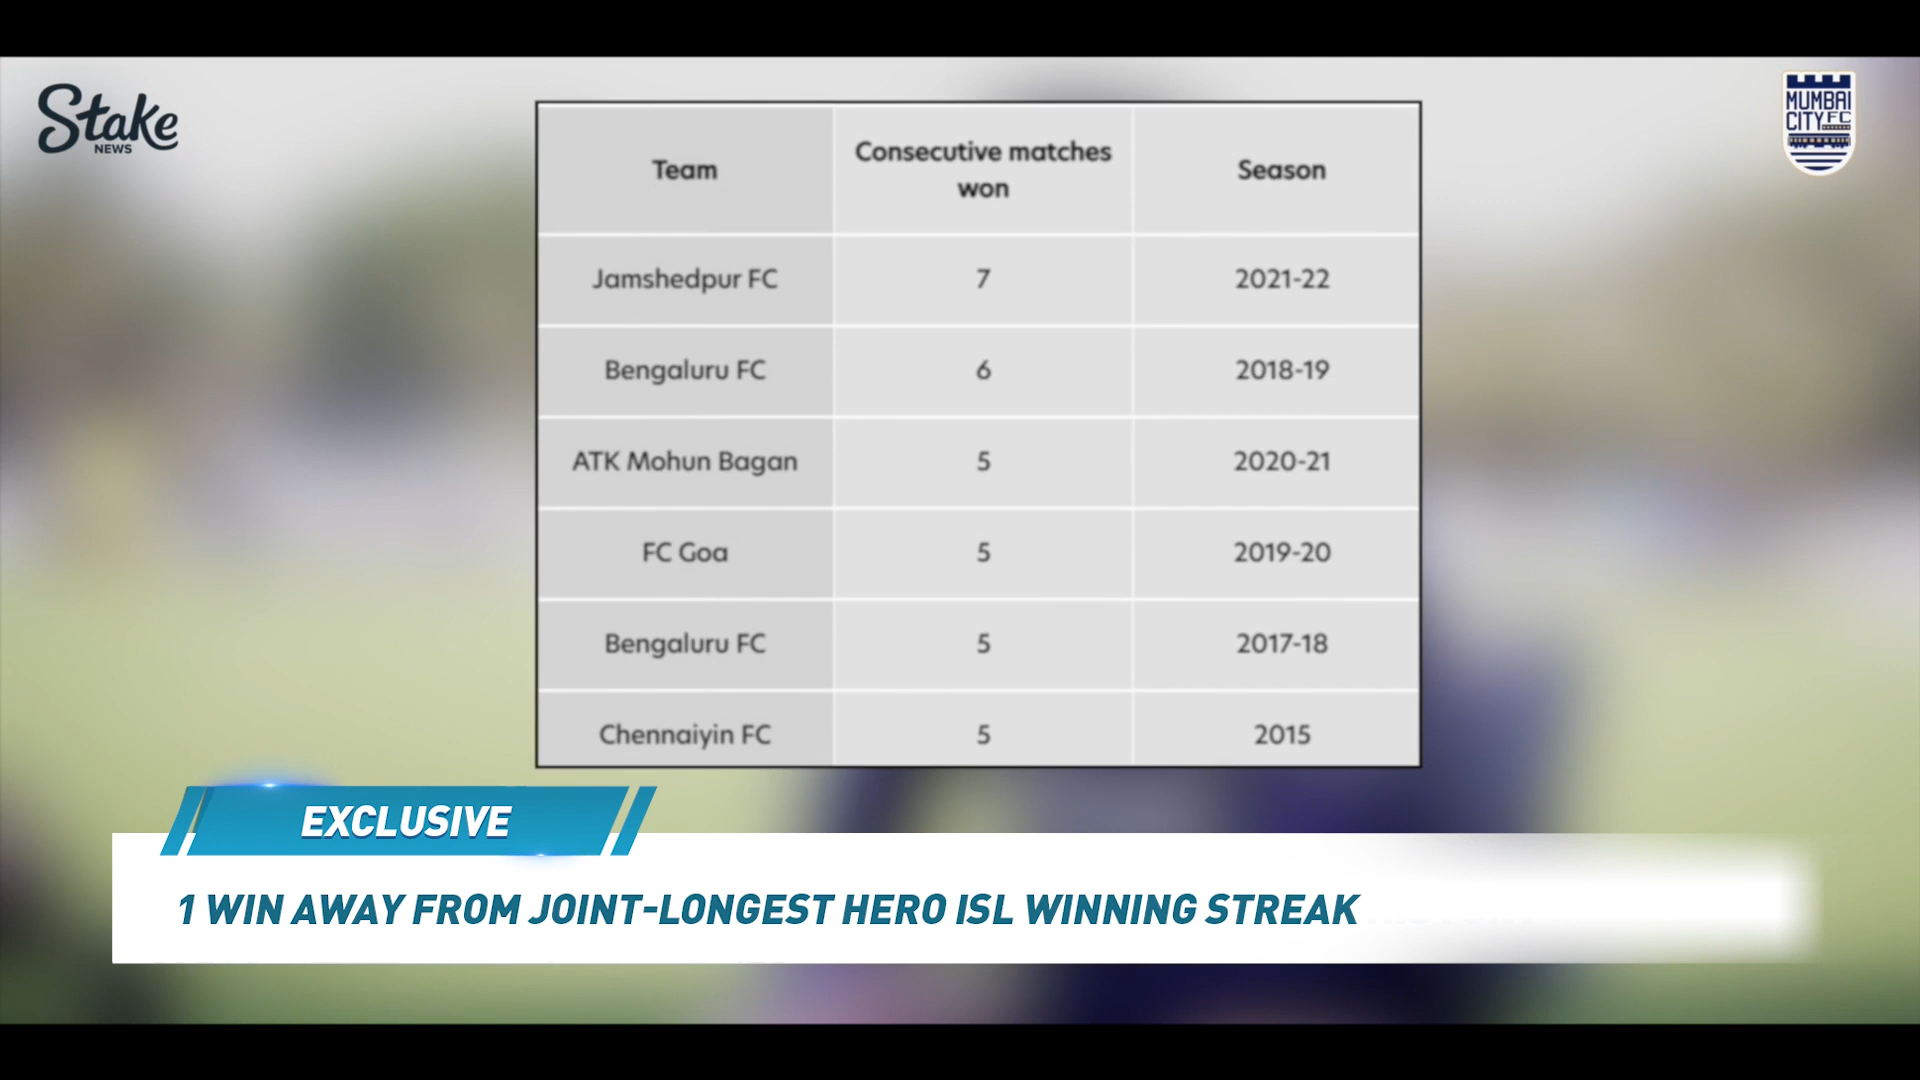 Stake
NEWS
MUMBAI
CITY FC
Team Consecutive matches won Season
Jamshedpur FC 7 2021-22
Bengaluru FC 6 2018-19
ATK Mohun Bagan 5 2020-21
FC Goa 5 2019-20
Bengaluru FC 5 2017-18
Chennaiyin FC 5 2015
EXCLUSIVE
1 WIN AWAY FROM JOINT-LONGEST HERO ISL WINNING STREAK